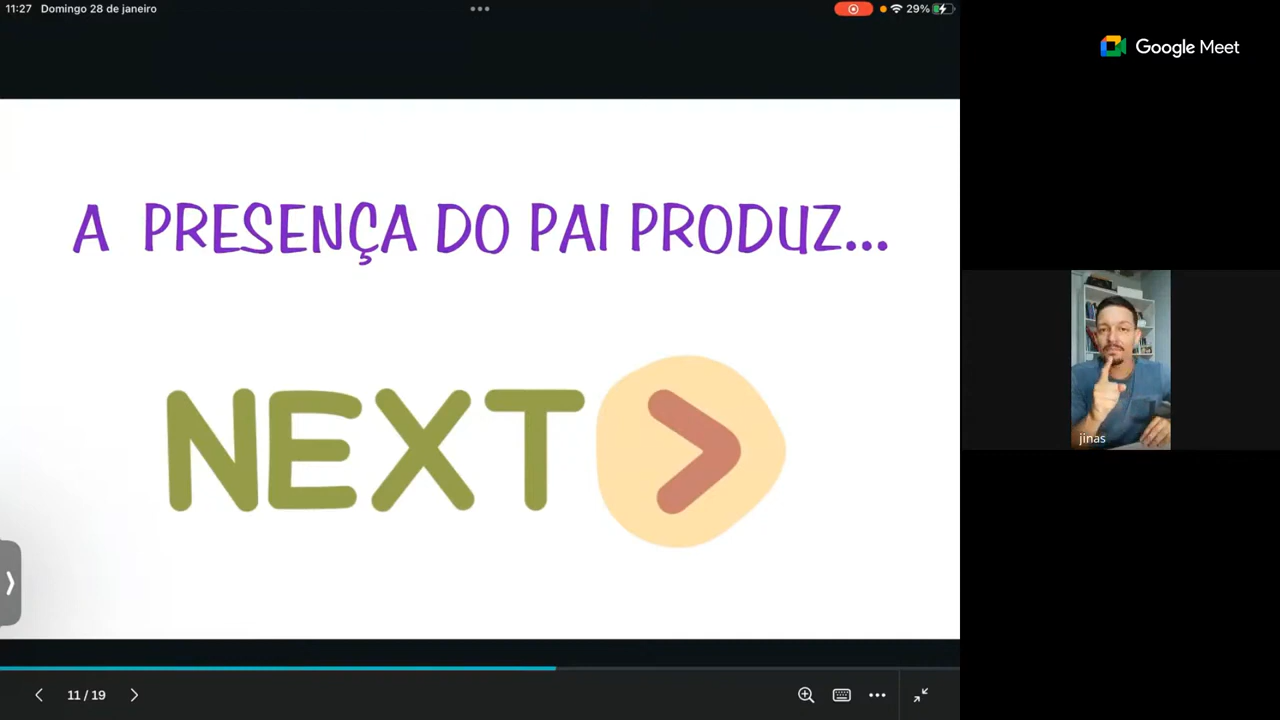 11:27 Domingo 28 de janeiro
29%
Google Meet
A PRESENÇA DO PAI PRODUZ...
NEXT
jinas
11 / 19